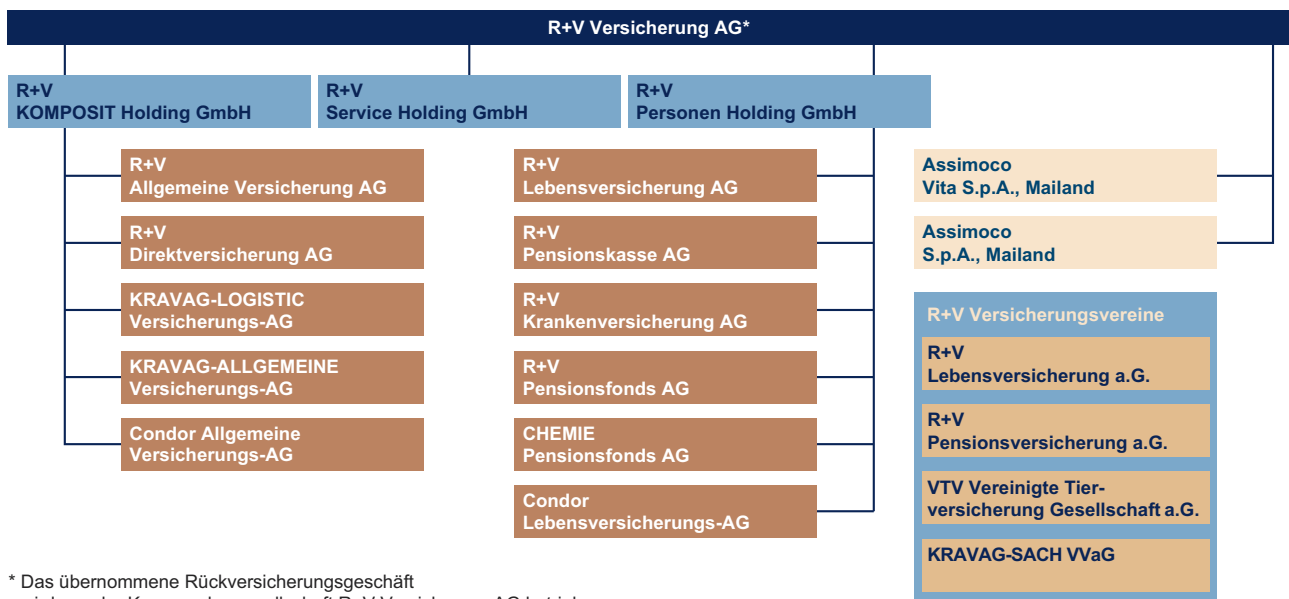 R+V Versicherung AG*
R+V
KOMPOSIT Holding GmbH
R+V
Service Holding GmbH
R+V
Personen Holding GmbH
R+V
Allgemeine Versicherung AG
R+V
Direktversicherung AG
KRAVAG-LOGISTIC
Versicherungs-AG
KRAVAG-ALLGEMEINE
Versicherungs-AG
Condor Allgemeine
Versicherungs-AG
R+V
Lebensversicherung AG
R+V
Pensionskasse AG
R+V
Krankenversicherung AG
R+V
Pensionsfonds AG
CHEMIE
Pensionsfonds AG
Condor
Lebensversicherungs-AG
Assimoco
Vita S.p.A., Mailand
Assimoco
S.p.A., Mailand
R+V Versicherungsvereine
R+V
Lebensversicherung a.G.
R+V
Pensionsversicherung a.G.
VTV Vereinigte Tier-
versicherung Gesellschaft a.G.
KRAVAG-SACH VVaG
* Das übernommene Rückversicherungsgeschäft